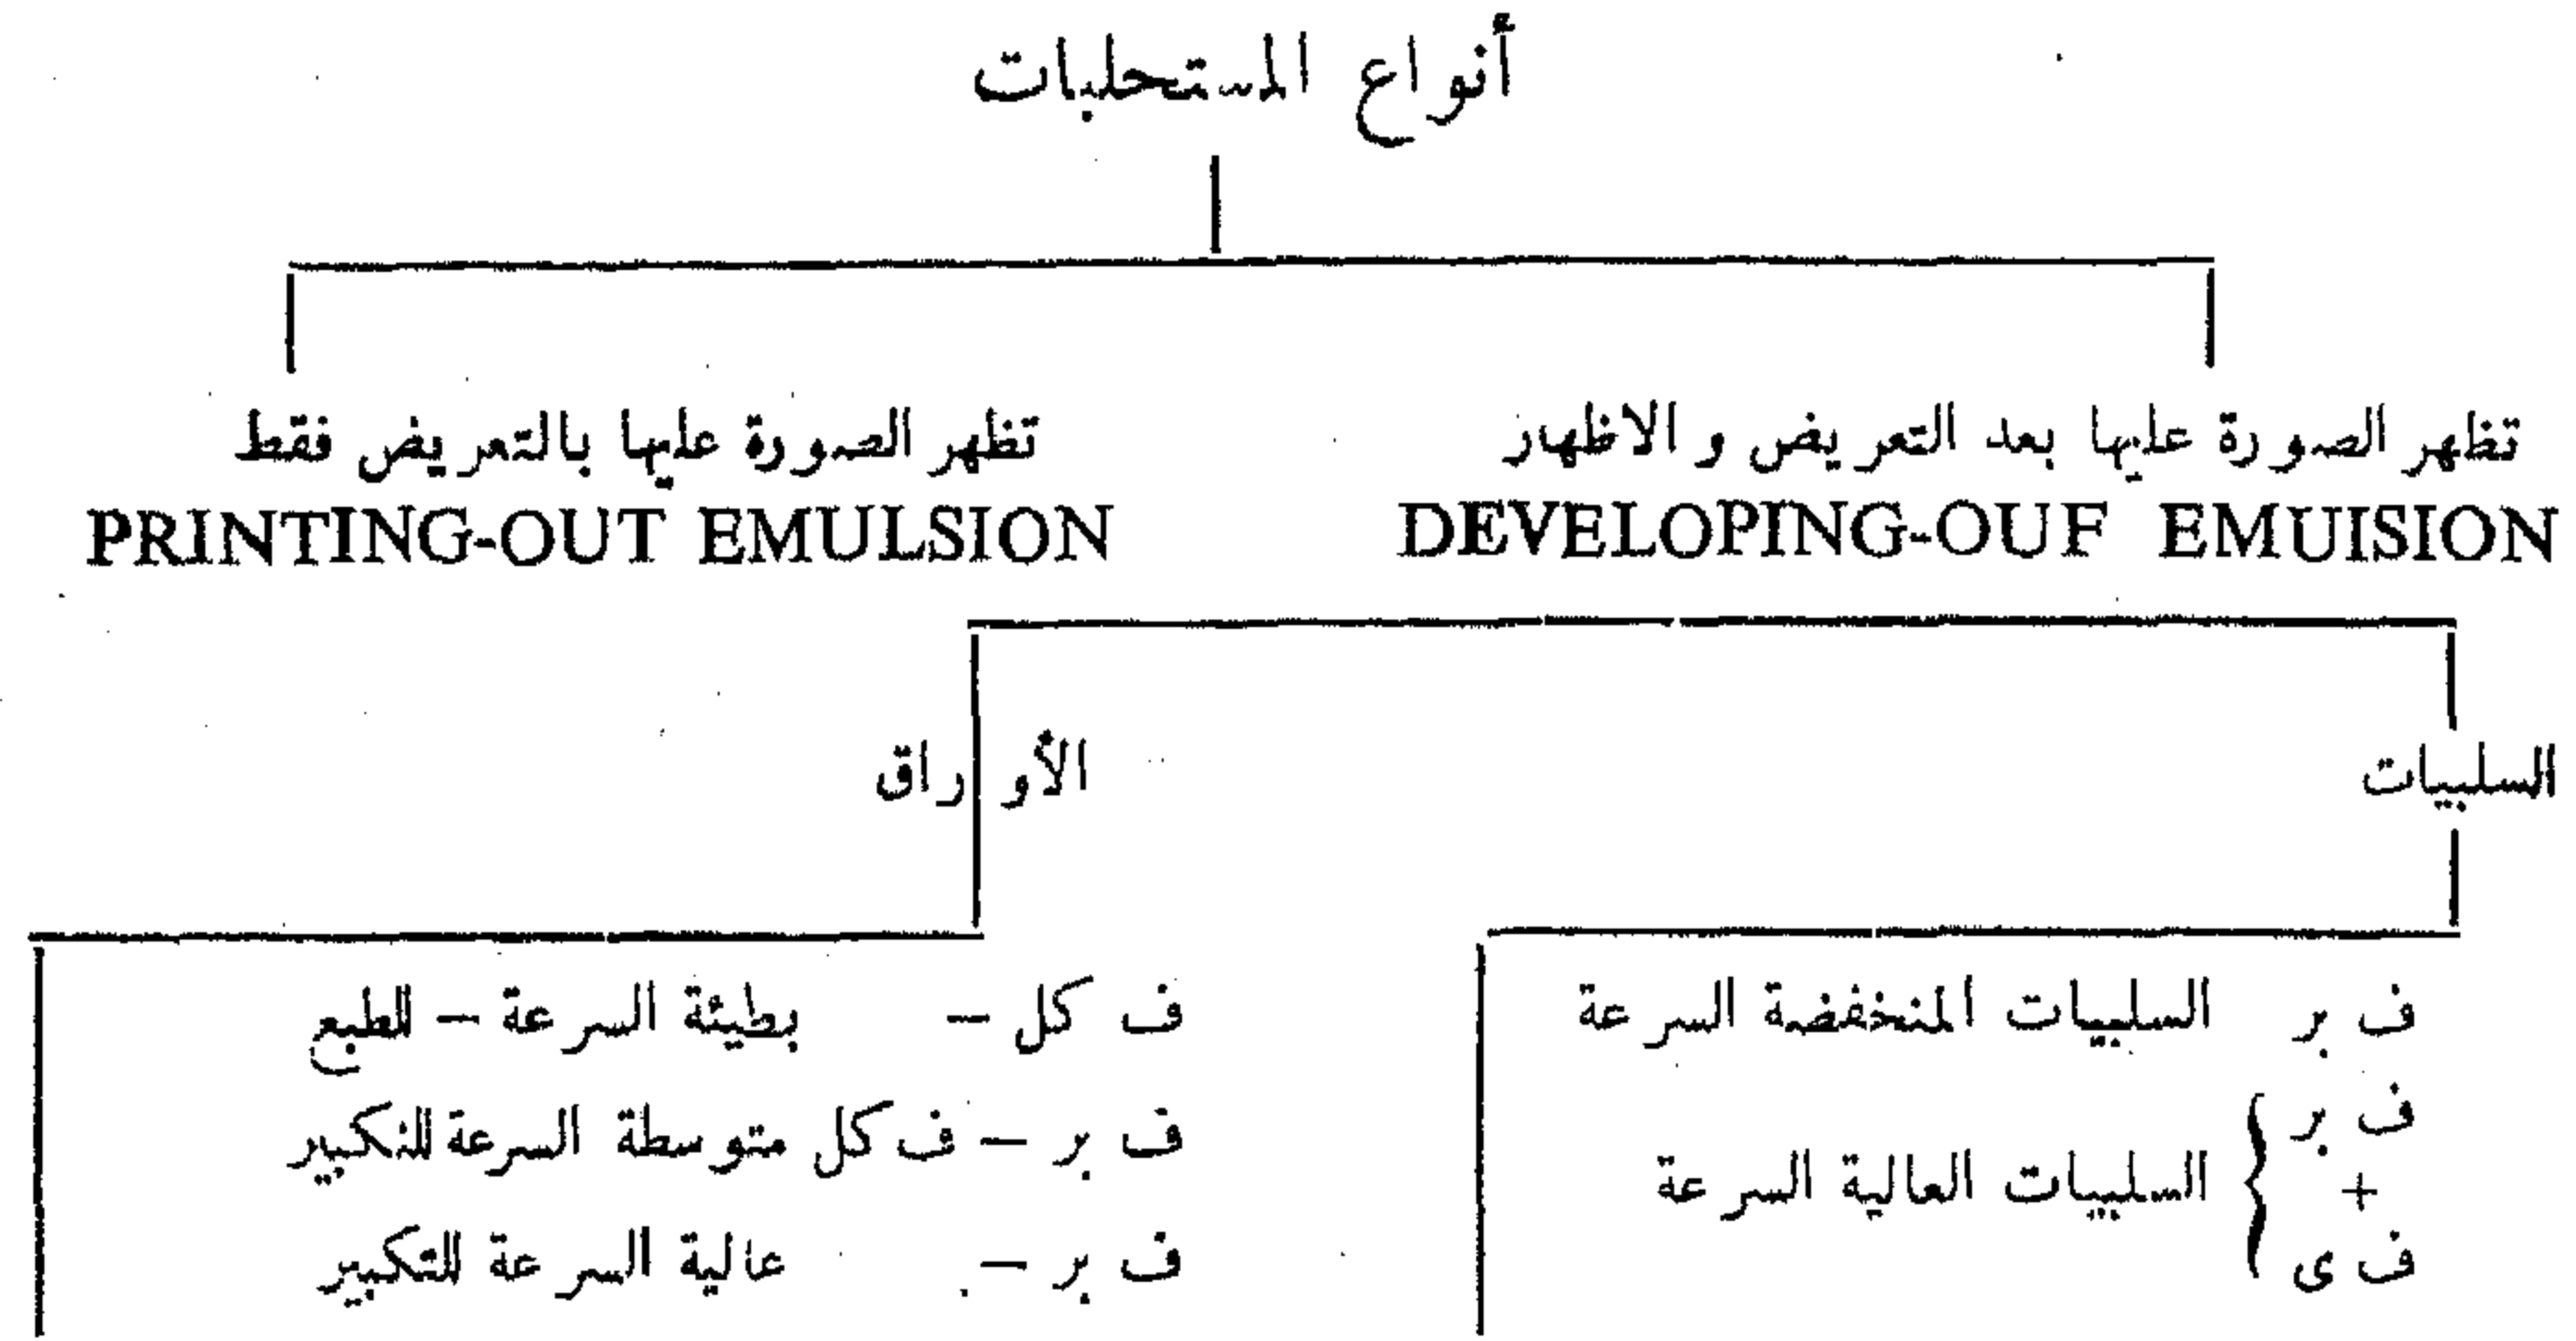 أنواع المستحلبات
تظهر الصورة عليها بعد التعريض والاظهار
DEVELOPING-OUF EMUISION
تظهر الصورة عليها بالتعريض فقط
PRINTING-OUT EMULSION
السلبيات
الأوراق
ف بر السلبيات المنخفضة السرعة
ف بر
+
ف ى
السلبيات العالية السرعة
ف كل – بطيئة السرعة – للطبع
ف بر – ف كل متوسطة السرعة للتكبير
ف بر – عالية السرعة للتكبير